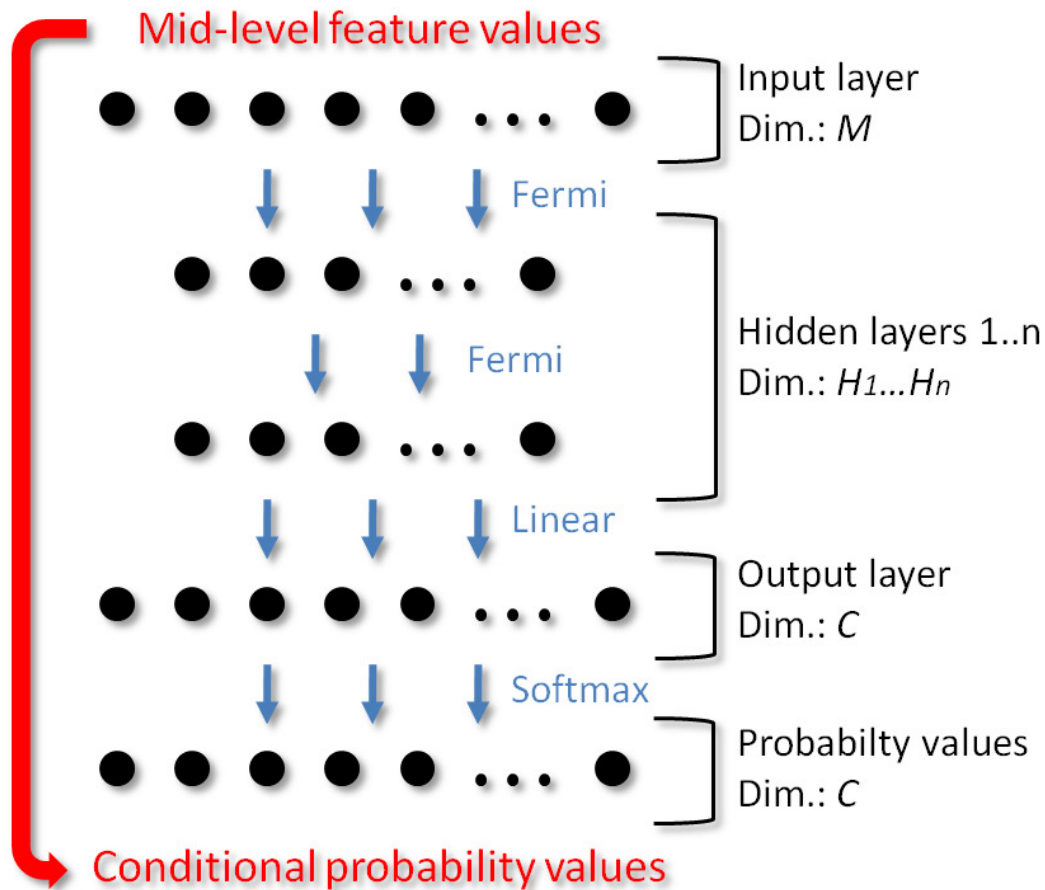 Mid-level feature values
Input layer
Dim.: M
Fermi
Fermi
Hidden layers 1..n
Dim.: H1...Hn
Linear
Output layer
Dim.: C
Softmax
Probabilty values
Dim.: C
Conditional probability values